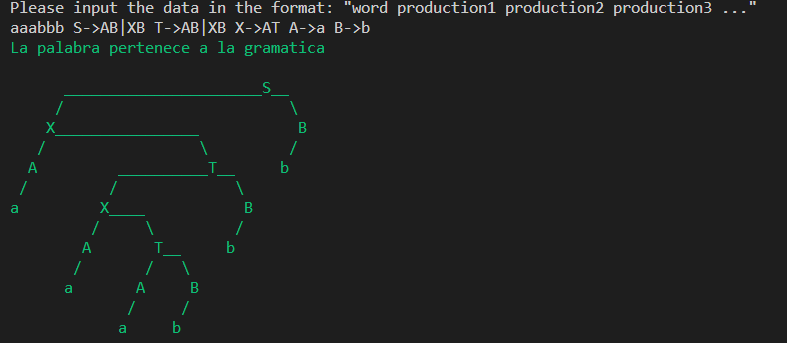 Please input the data in the format: "word production1 production2 production3 ..."
aaabbb S->AB|XB T->AB|XB X->AT A->a B->b
La palabra pertenece a la gramatica
S
X B
A T b
a X B
A T b
a A B
a b